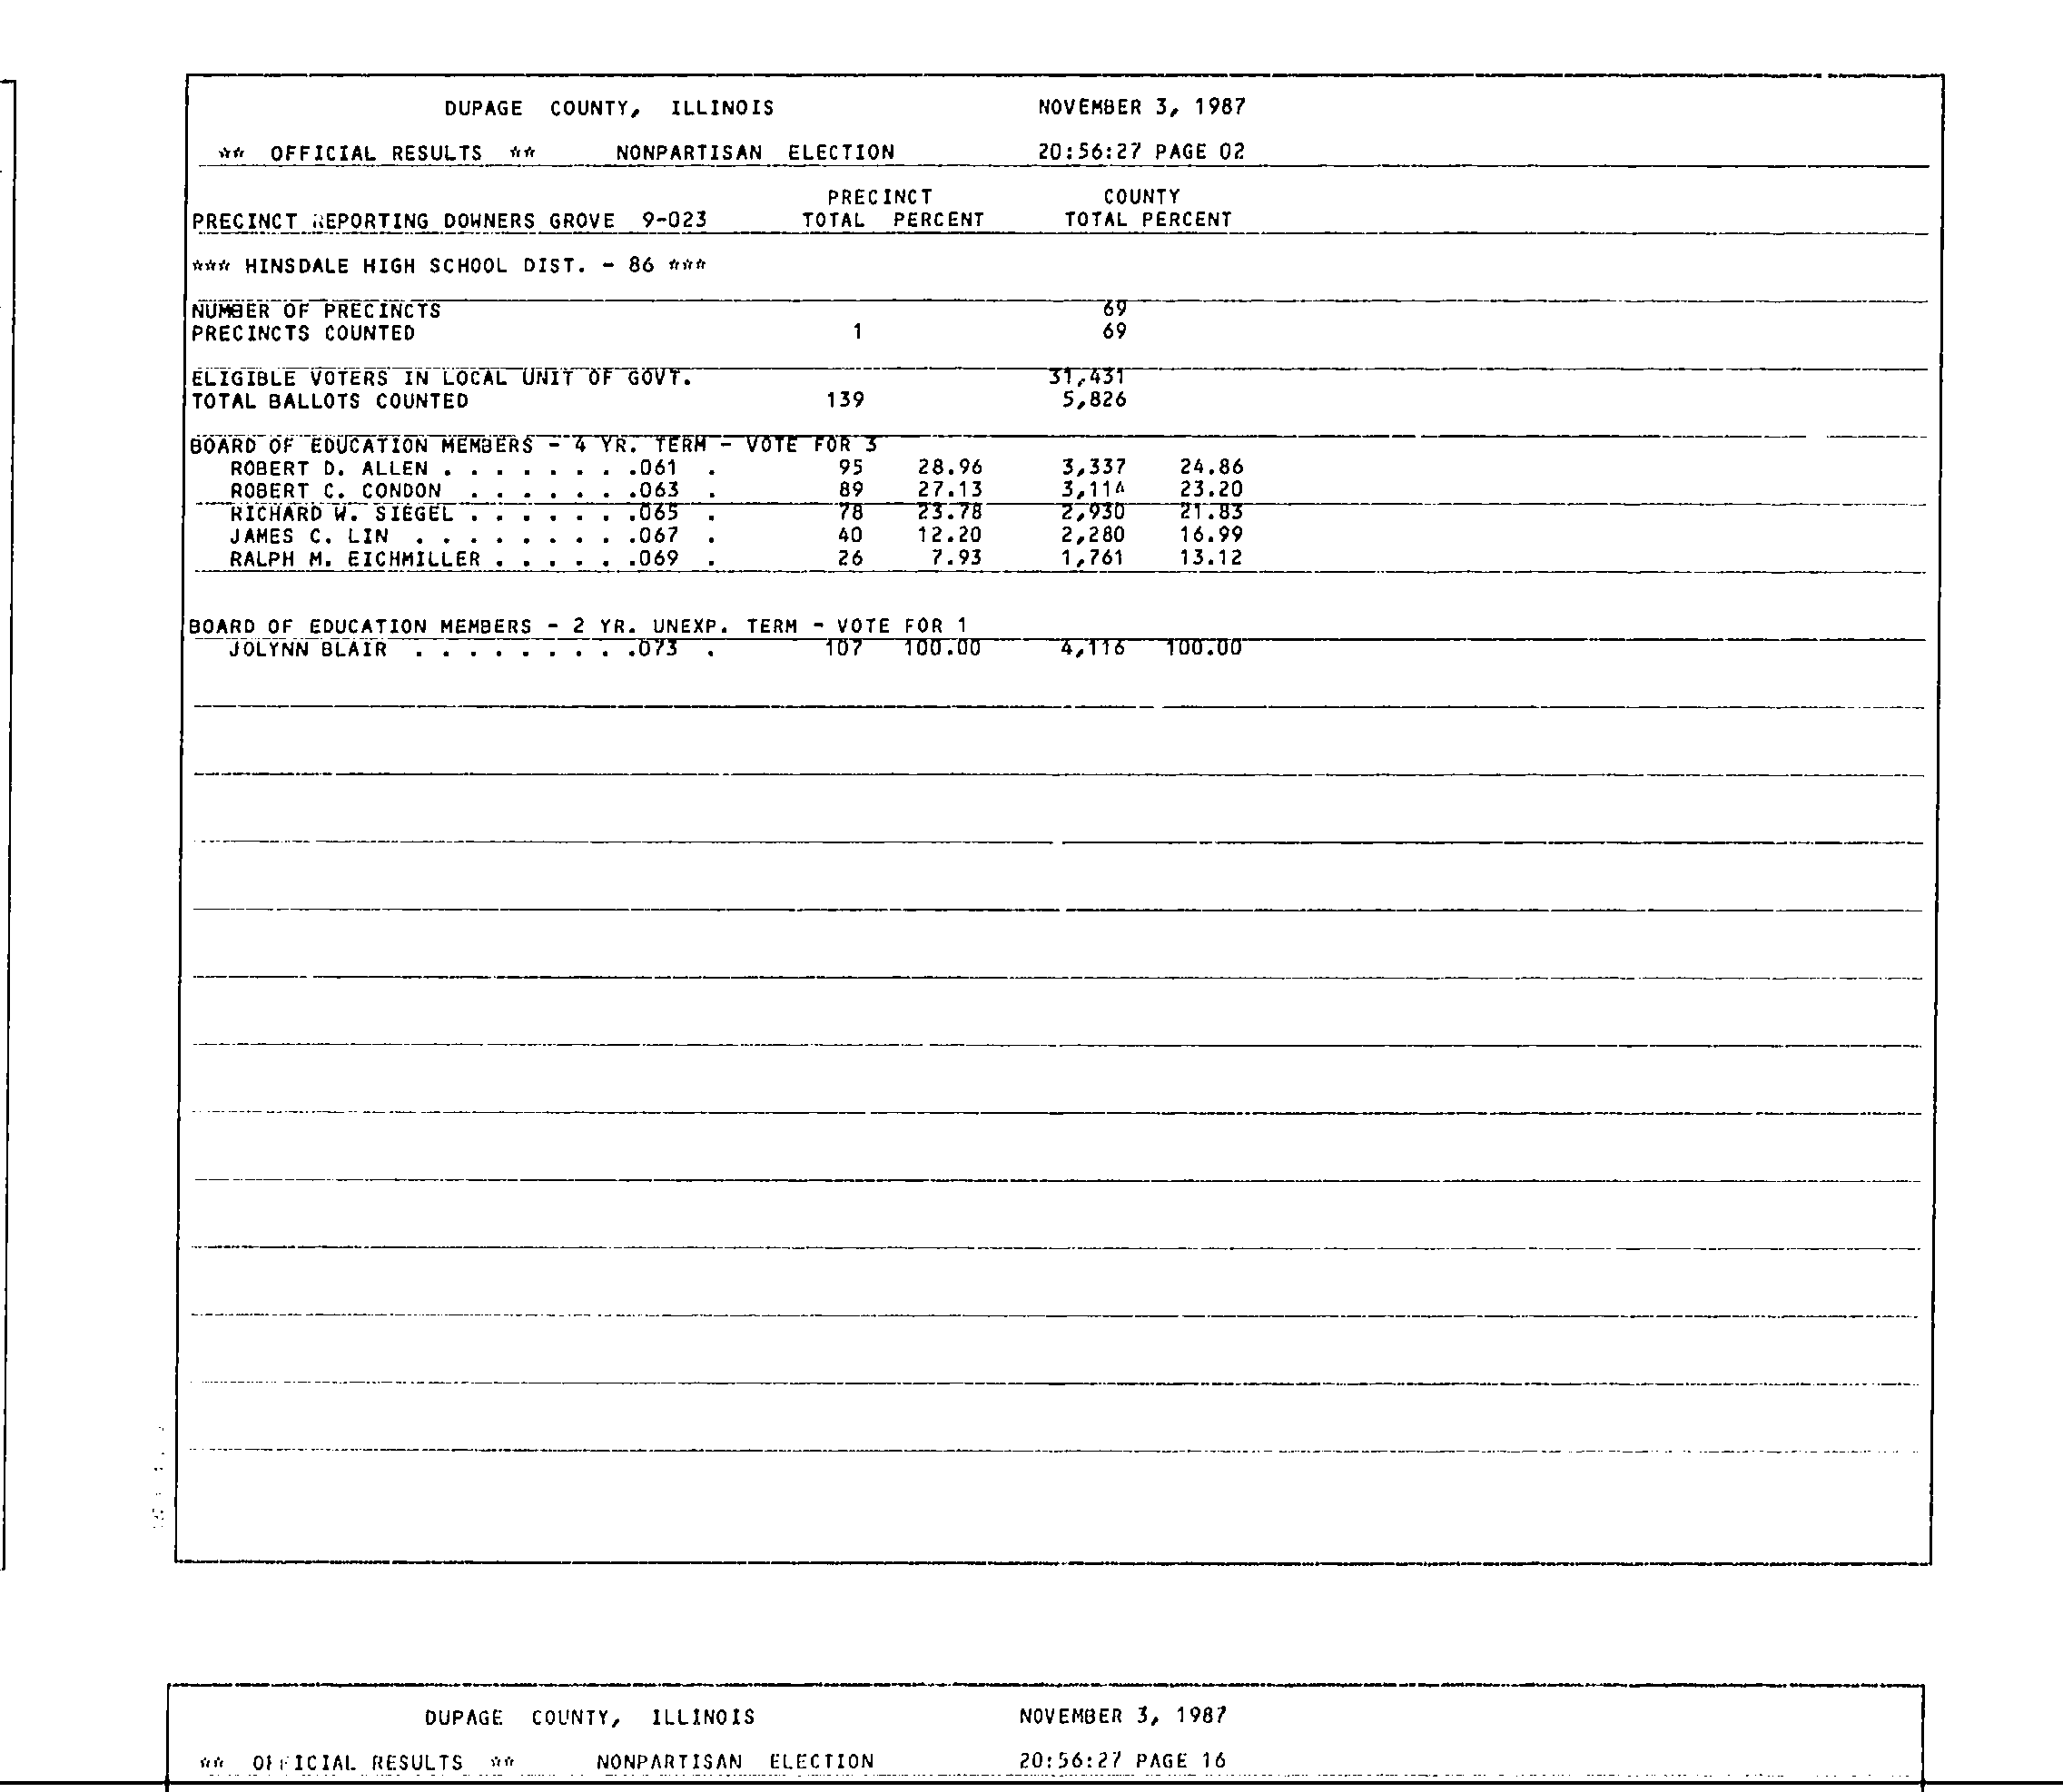 DUPAGE COUNTY, ILLINOIS NOVEMBER 3, 1987
** OFFICIAL RESULTS ** NONPARTISAN ELECTION 20:56:27 PAGE 02
PRECINCT COUNTY
PRECINCT REPORTING DOWNERS GROVE 9-023 TOTAL PERCENT TOTAL PERCENT
*** HINSDALE HIGH SCHOOL DIST. - 86 ***
NUMBER OF PRECINCTS 69
PRECINCTS COUNTED 1 69
ELIGIBLE VOTERS IN LOCAL UNIT OF GOVT. 31,431
TOTAL BALLOTS COUNTED 139 5,826
BOARD OF EDUCATION MEMBERS - 4 YR. TERM - VOTE FOR 3
ROBERT D. ALLEN . . . . . . . .061 . 95 28.96 3,337 24.86
ROBERT C. CONDON . . . . . . .063 . 89 27.13 3,114 23.20
RICHARD W. SIEGEL . . . . . . .065 . 78 23.78 2,930 21.83
JAMES C. LIN . . . . . . . . .067 . 40 12.20 2,280 16.99
RALPH M. EICHMILLER . . . . . .069 . 26 7.93 1,761 13.12
BOARD OF EDUCATION MEMBERS - 2 YR. UNEXP. TERM - VOTE FOR 1
JOLYNN BLAIR . . . . . . . . .073 . 107 100.00 4,116 100.00
DUPAGE COUNTY, ILLINOIS NOVEMBER 3, 1987
** OFFICIAL RESULTS ** NONPARTISAN ELECTION 20:56:27 PAGE 16